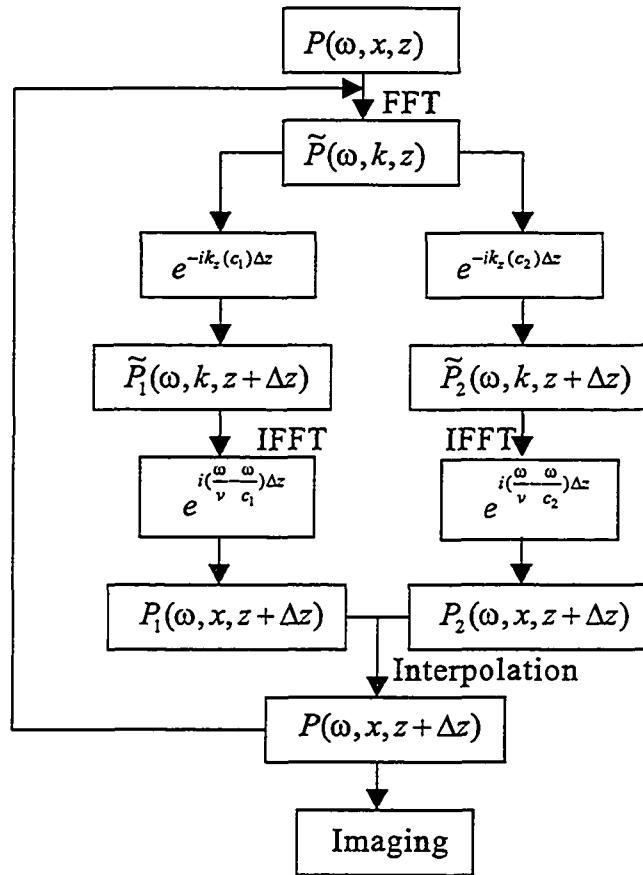 P(ω, x, z)
FFT
P̃(ω, k, z)
e^{-ik_z(c_1)Δz}
e^{-ik_z(c_2)Δz}
P̃_1(ω, k, z + Δz)
P̃_2(ω, k, z + Δz)
IFFT
IFFT
e^{i(ω/v - ω/c_1)Δz}
e^{i(ω/v - ω/c_2)Δz}
P_1(ω, x, z + Δz)
P_2(ω, x, z + Δz)
Interpolation
P(ω, x, z + Δz)
Imaging